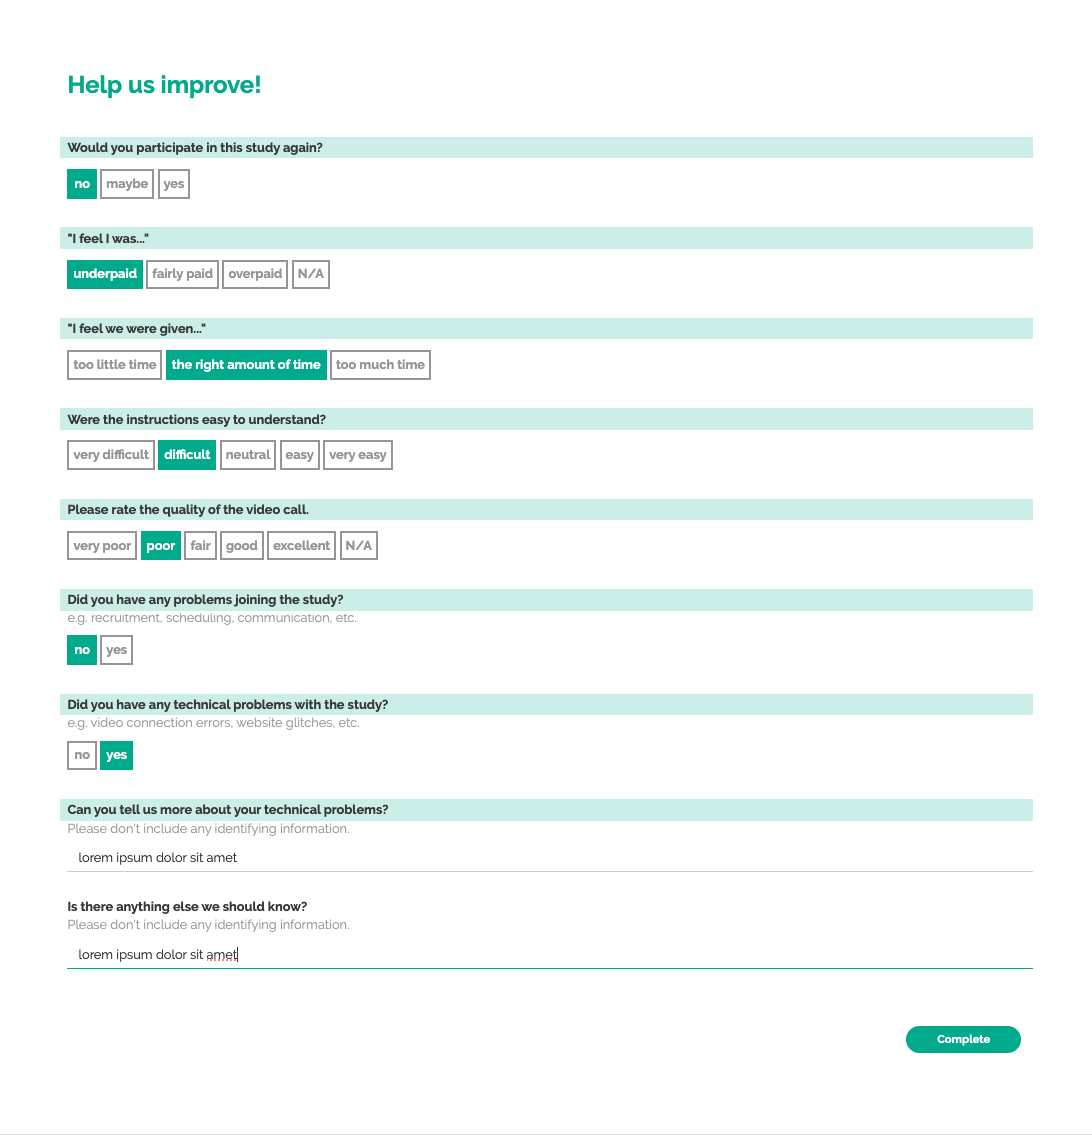 Help us improve!
Would you participate in this study again?
no maybe yes
"I feel I was..."
underpaid fairly paid overpaid N/A
"I feel we were given..."
too little time the right amount of time too much time
Were the instructions easy to understand?
very difficult difficult neutral easy very easy
Please rate the quality of the video call.
very poor poor fair good excellent N/A
Did you have any problems joining the study?
e.g. recruitment, scheduling, communication, etc.
no yes
Did you have any technical problems with the study?
e.g. video connection errors, website glitches, etc.
no yes
Can you tell us more about your technical problems?
Please don't include any identifying information.
lorem ipsum dolor sit amet
Is there anything else we should know?
Please don't include any identifying information.
lorem ipsum dolor sit amet
Complete